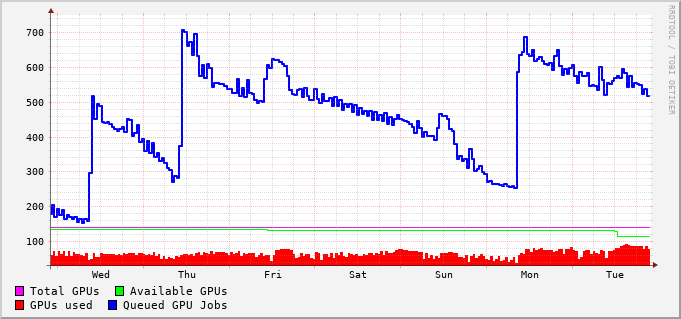 700
600
500
400
300
200
100
Wed Thu Fri Sat Sun Mon Tue
Total GPUs Available GPUs
GPUs used Queued GPU Jobs
RRDTOOL / TOBI OETIKER